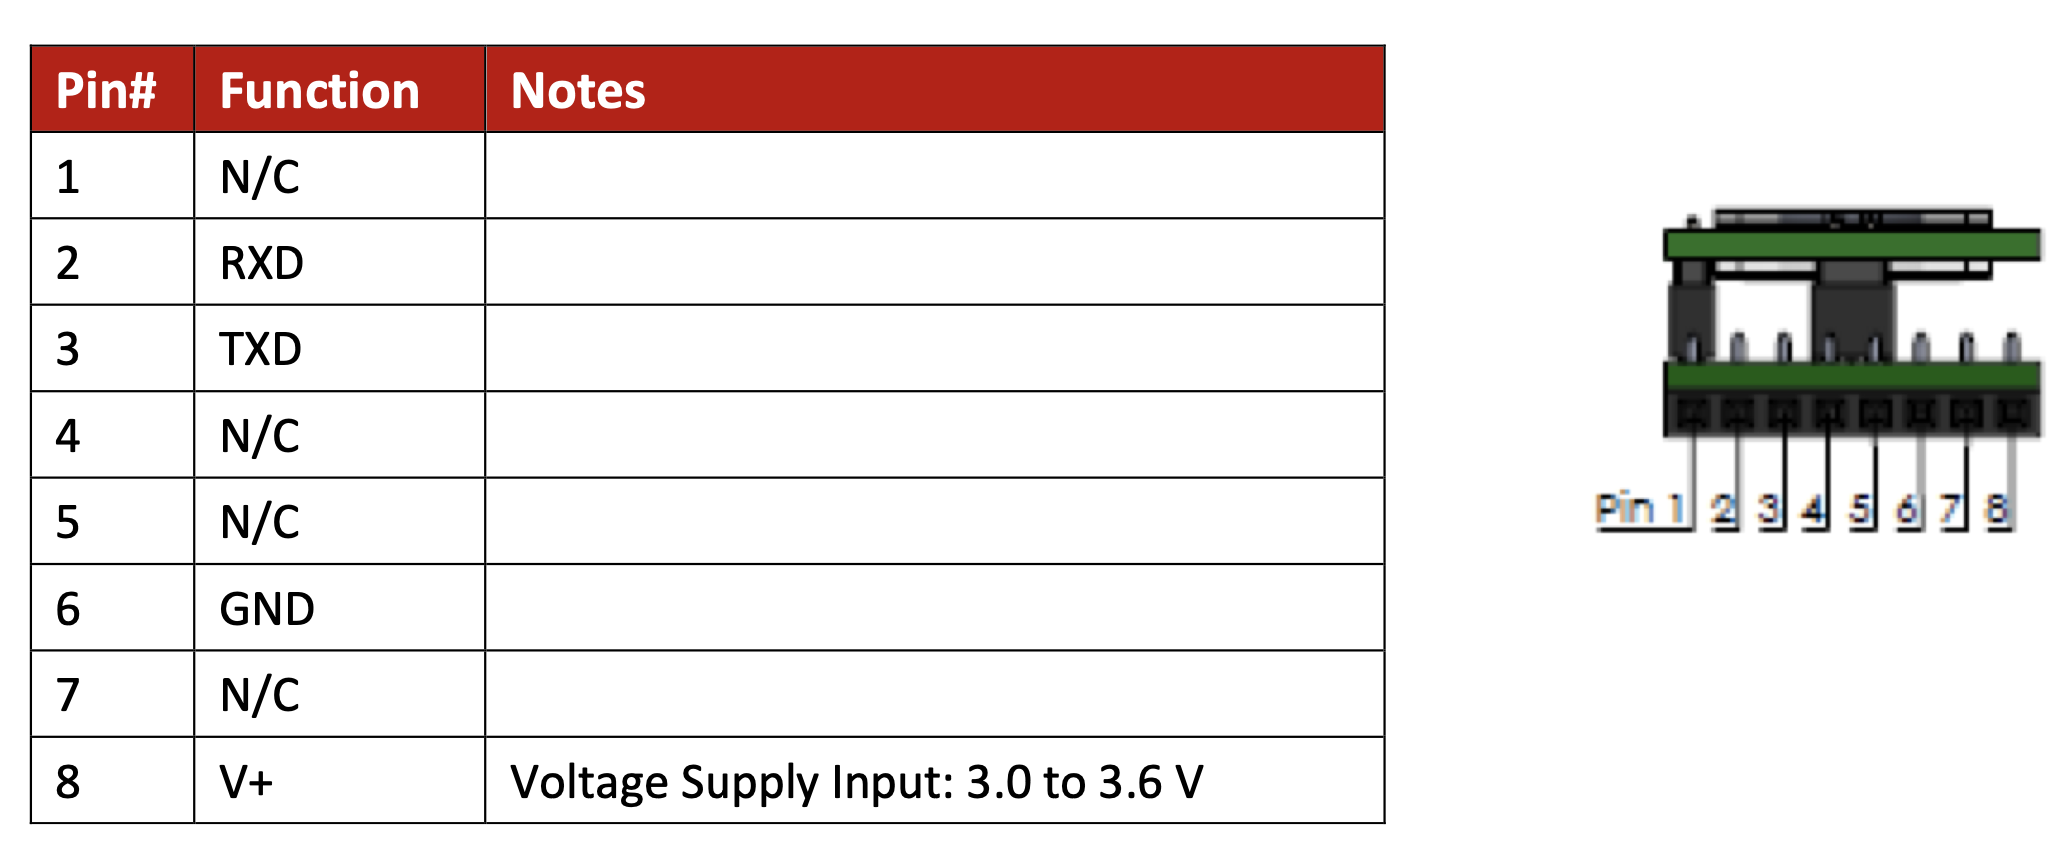 Pin# Function Notes
1 N/C
2 RXD
3 TXD
4 N/C
5 N/C
6 GND
7 N/C
8 V+ Voltage Supply Input: 3.0 to 3.6 V
Pin 1 2 3 4 5 6 7 8